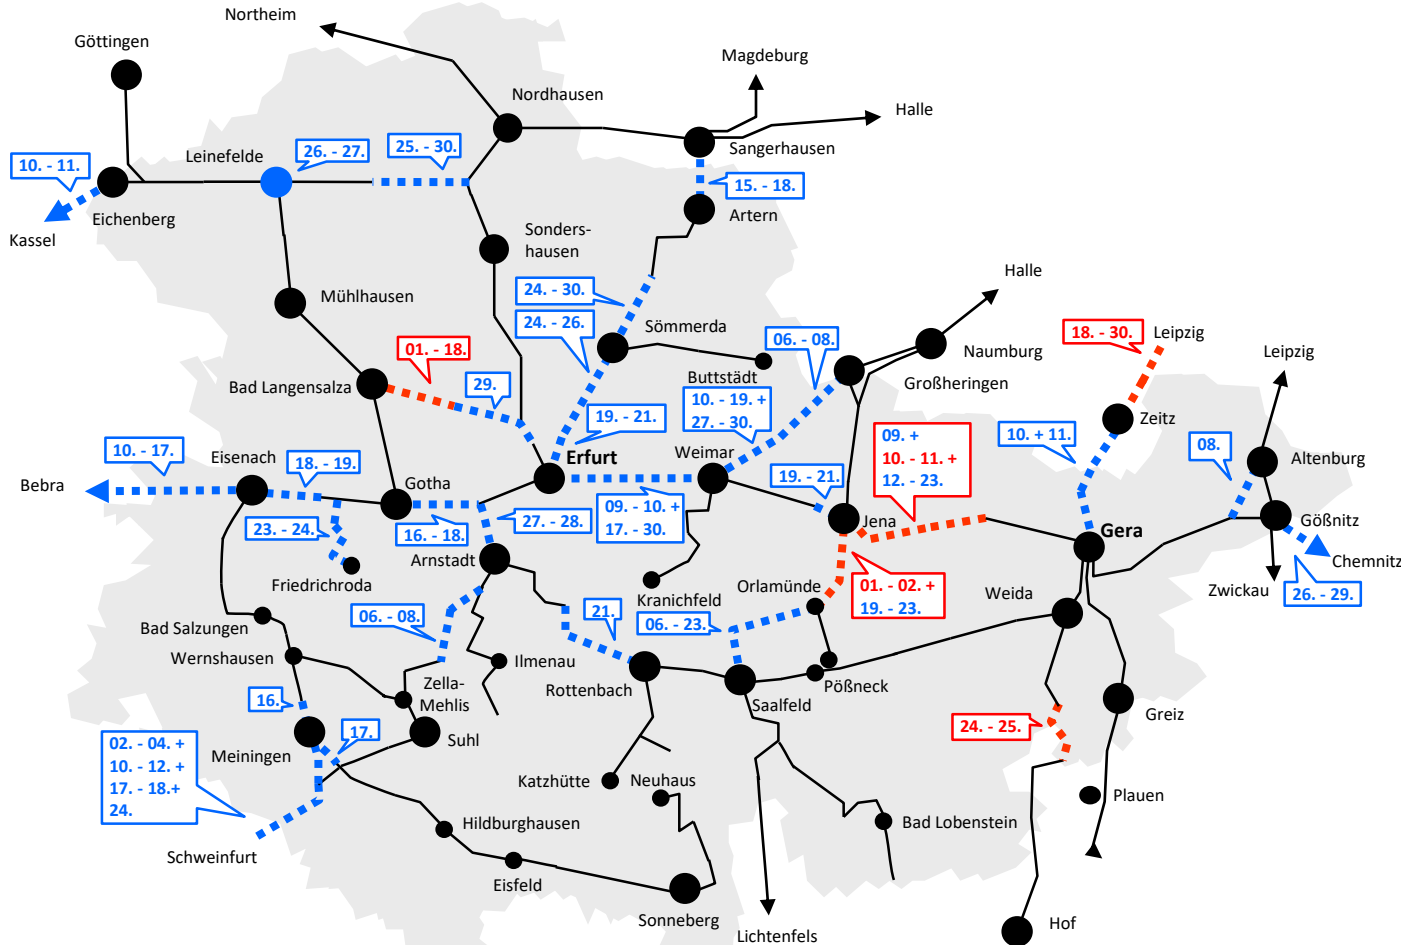 Northeim
Göttingen
Magdeburg
Nordhausen
Halle
Sangerhausen
10. - 11.
Leinefelde
26. - 27.
25. - 30.
15. - 18.
Eichenberg
Artern
Kassel
Sonders-
hausen
Halle
Mühlhausen
24. - 30.
24. - 26.
Sömmerda
06. - 08.
Naumburg
18. - 30.
Leipzig
Leipzig
01. - 18.
Buttstädt
Großheringen
Bad Langensalza
29.
10. - 19. +
27. - 30.
19. - 21.
Zeitz
09. +
10. - 11. +
12. - 23.
10. + 11.
08.
Altenburg
10. - 17.
Eisenach
18. - 19.
Erfurt
Weimar
19. - 21.
Bebra
Gotha
09. - 10. +
17. - 30.
Jena
Gera
Gößnitz
23. - 24.
16. - 18.
27. - 28.
Arnstadt
Chemnitz
Friedrichroda
Kranichfeld
Orlamünde
01. - 02. +
19. - 23.
Weida
Zwickau
26. - 29.
06. - 08.
21.
06. - 23.
Bad Salzungen
Wernshausen
Ilmenau
Zella-
Mehlis
Rottenbach
Pößneck
16.
Saalfeld
Greiz
24. - 25.
02. - 04. +
10. - 12. +
17. - 18.+
24.
Meiningen
17.
Suhl
Katzhütte
Neuhaus
Plauen
Hildburghausen
Bad Lobenstein
Schweinfurt
Eisfeld
Sonneberg
Lichtenfels
Hof